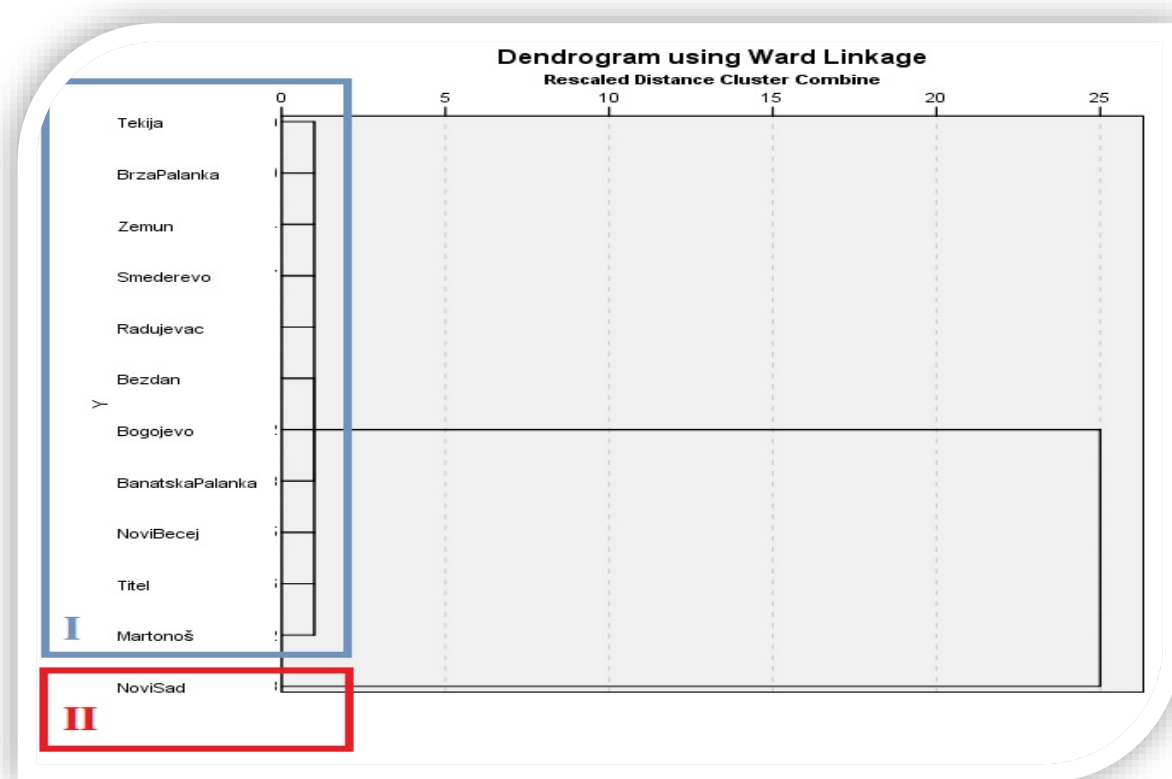 Dendrogram using Ward Linkage
Rescaled Distance Cluster Combine
0 5 10 15 20 25
Tekija
BrzaPalanka
Zemun
Smederevo
Radujevac
Bezdan
Y
Bogojevo
BanatskaPalanka
NoviBecej
Titel
I
Martonoš
NoviSad
II